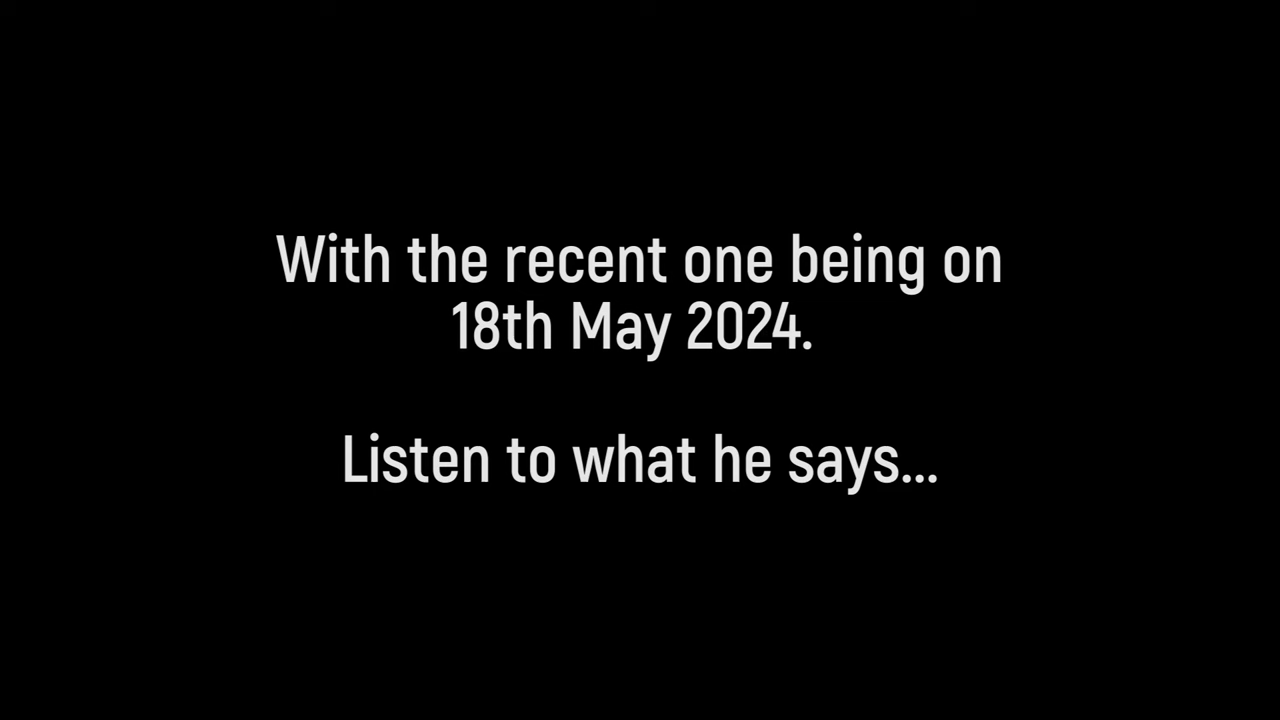 With the recent one being on
18th May 2024.
Listen to what he says...